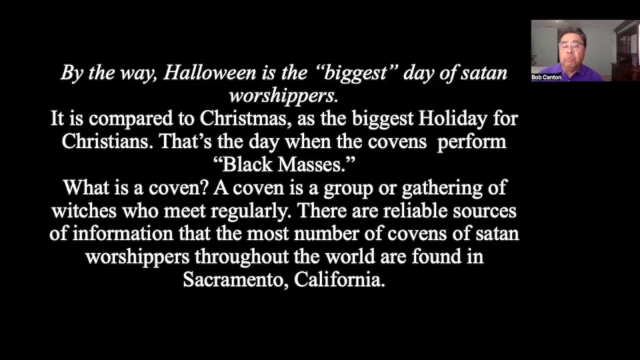 By the way, Halloween is the “biggest” day of satan
worshippers.
It is compared to Christmas, as the biggest Holiday for
Christians. That’s the day when the covens perform
“Black Masses.”
What is a coven? A coven is a group or gathering of
witches who meet regularly. There are reliable sources
of information that the most number of covens of satan
worshippers throughout the world are found in
Sacramento, California.
Bob Canton